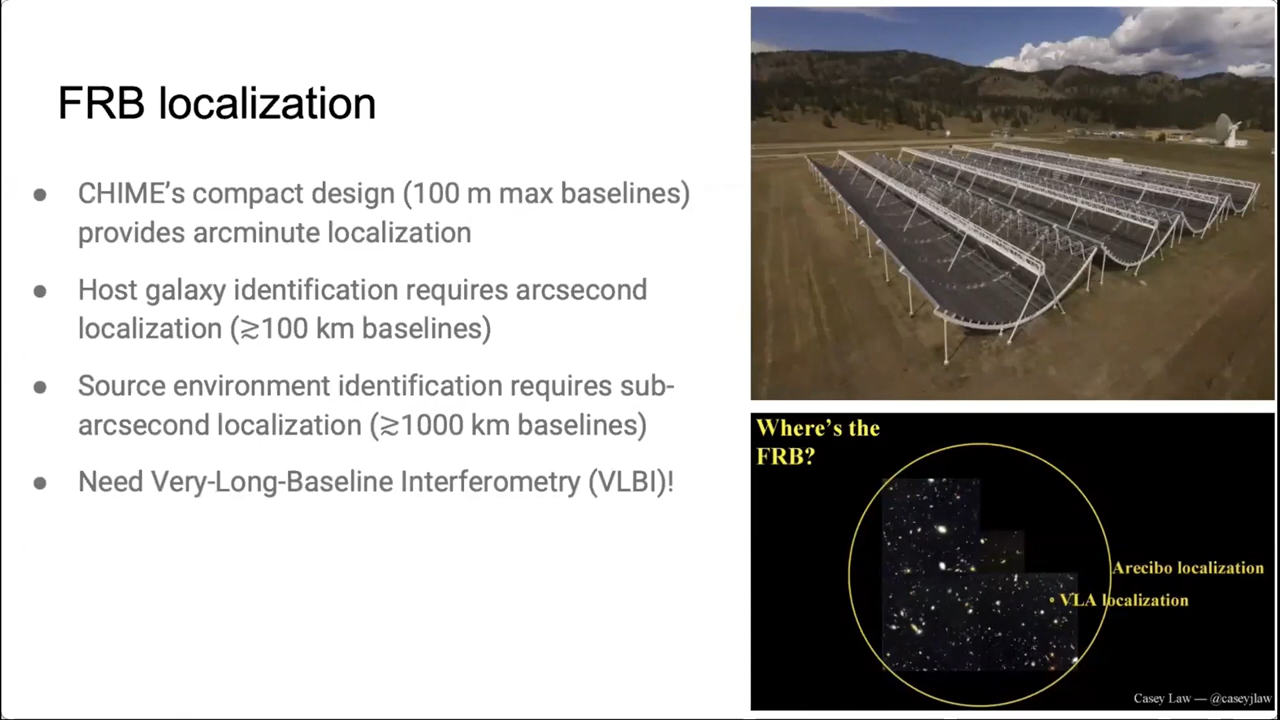 FRB localization
● CHIME’s compact design (100 m max baselines)
provides arcminute localization
● Host galaxy identification requires arcsecond
localization (≳100 km baselines)
● Source environment identification requires sub-
arcsecond localization (≳1000 km baselines)
● Need Very-Long-Baseline Interferometry (VLBI)!
Where’s the
FRB?
Arecibo localization
VLA localization
Casey Law — @caseyjlaw